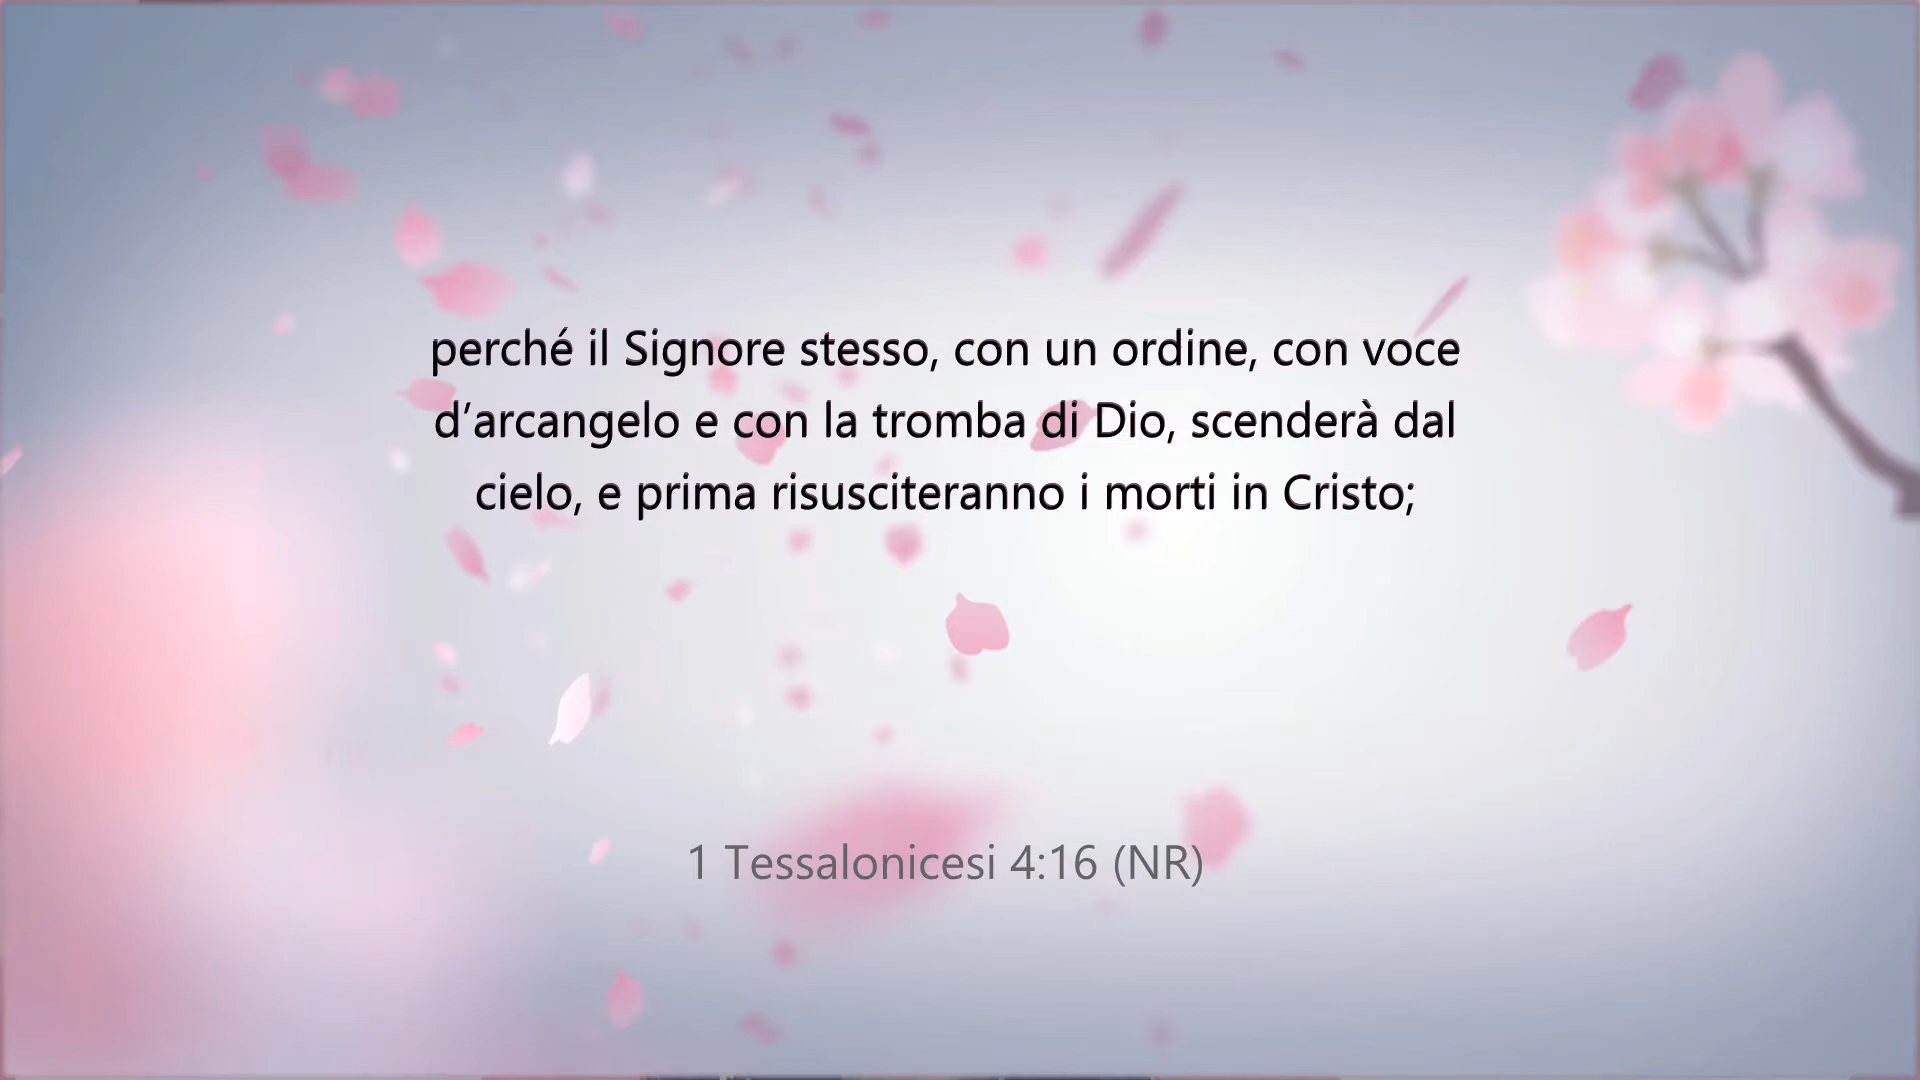 perché il Signore stesso, con un ordine, con voce
d’arcangelo e con la tromba di Dio, scenderà dal
cielo, e prima risusciteranno i morti in Cristo;
1 Tessalonicesi 4:16 (NR)